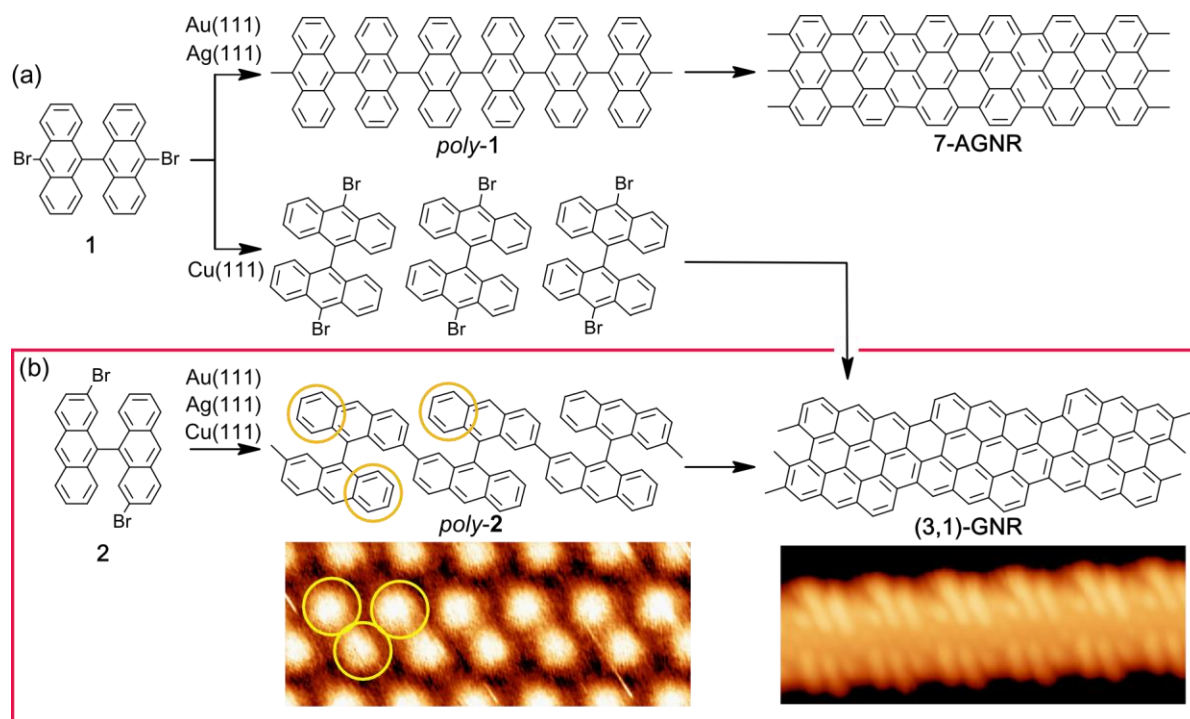 (a)
Au(111)
Ag(111)
Br
Br
1
poly-1
7-AGNR
Cu(111)
Br
Br
Br
Br
Br
Br
(b)
Br
Br
2
Au(111)
Ag(111)
Cu(111)
poly-2
(3,1)-GNR